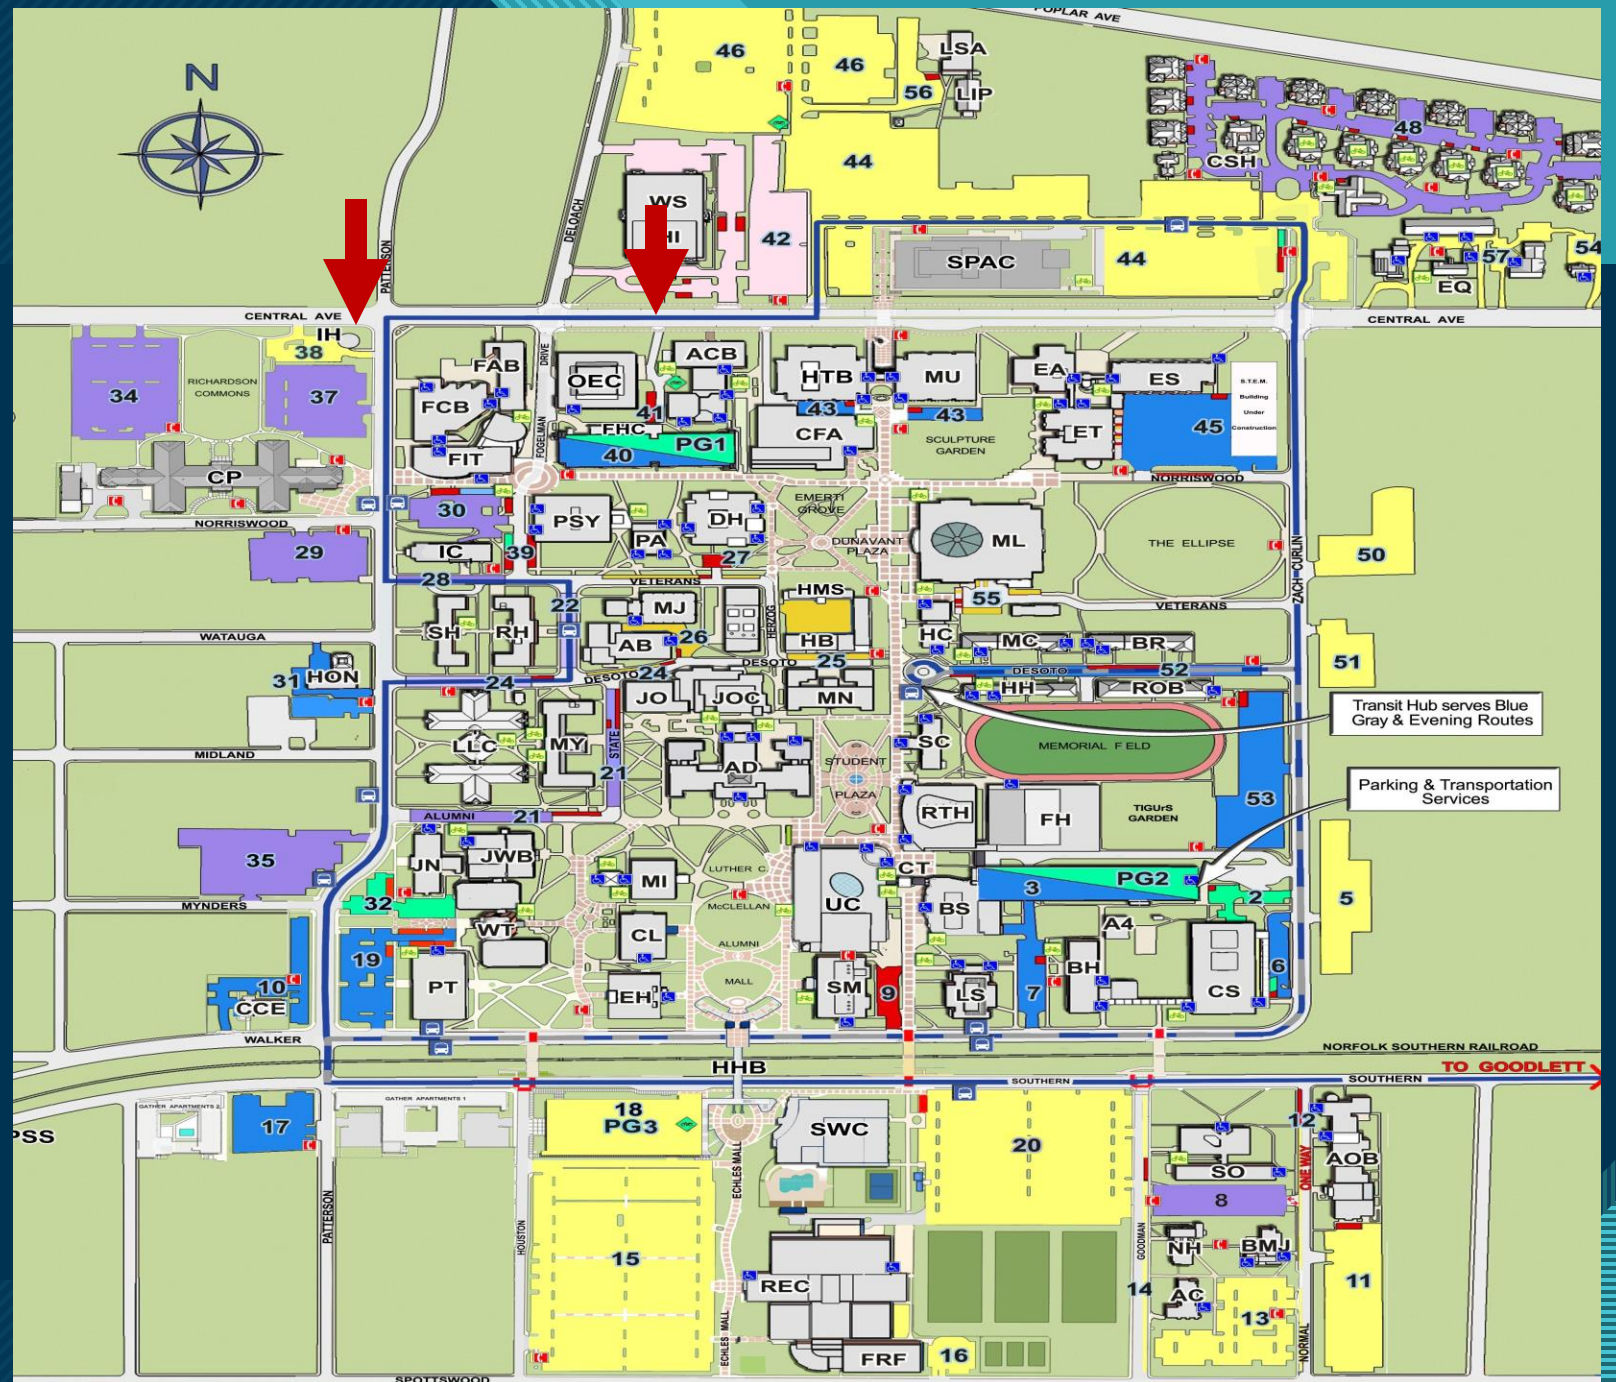 POPLAR AVE
46
46
LSA
56
LIP
N
48
CSH
44
WS
HI
42
PATTERSON
DELOACH
SPAC
44
57
54
EQ
CENTRAL AVE
CENTRAL AVE
IH
38
FAB
DRIVE
OEC
ACB
HTB
MU
EA
ES
S.T.E.M.
Building
Under
Construction
RICHARDSON
COMMONS
34
37
FCB
41
43
43
FHC
PG1
CFA
SCULPTURE
GARDEN
ET
45
FOGELMAN
40
FIT
CP
NORRISWOOD
NORRISWOOD
30
PSY
DH
EMERTI
GROVE
PA
DUNAVANT
PLAZA
ML
THE ELLIPSE
29
IC
39
27
50
28
VETERANS
HMS
22
MJ
HERZOG
55
VETERANS
ZACH CURLIN
WATAUGA
SH
RH
AB
26
HB
HC
MC
BR
51
DESOTO
25
DESOTO
52
31
HON
24
DESOTO
24
JO
JOC
MN
HH
ROB
Transit Hub serves Blue
Gray & Evening Routes
MIDLAND
LLC
MY
STATE
21
AD
STUDENT
PLAZA
SC
MEMORIAL F ELD
Parking & Transportation
Services
ALUMNI
21
RTH
FH
TIGUrS
GARDEN
53
35
JN
JWB
MI
LUTHER C.
CT
McCLELLAN
3
PG2
MYNDERS
32
UC
BS
2
5
WT
CL
ALUMNI
A4
19
BH
MALL
10
CCE
PT
EH
SM
9
LS
7
CS
6
WALKER
NORFOLK SOUTHERN RAILROAD
HHB
TO GOODLETT
SOUTHERN
SOUTHERN
GATHER APARTMENTS 2
GATHER APARTMENTS 1
18
PG3
17
PSS
SWC
20
12
AOB
SO
ONE WAY
ECHLES MALL
PATTERSON
HOUSTON
8
15
GOODMAN
NH
BMJ
REC
14
AC
11
13
ECHLES MALL
NORMAL
FRF
16
SPOTTSWOOD